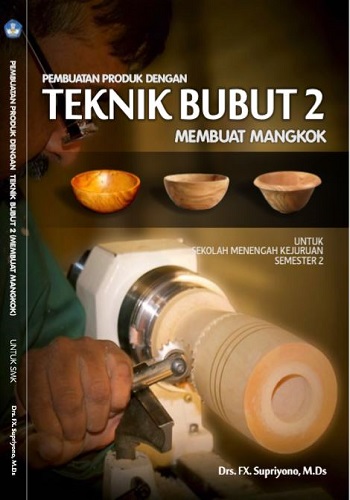 PEMBUATAN PRODUK DENGAN
TEKNIK BUBUT 2
MEMBUAT MANGKOK
UNTUK
SEKOLAH MENENGAH KEJURUAN
SEMESTER 2
Drs. FX. Supriyono, M.Ds
PEMBUATAN PRODUK DENGAN TEKNIK BUBUT 2 (MEMBUAT MANGKOK)
UNTUK SMK
Drs. FX. Supriyono, M.Ds